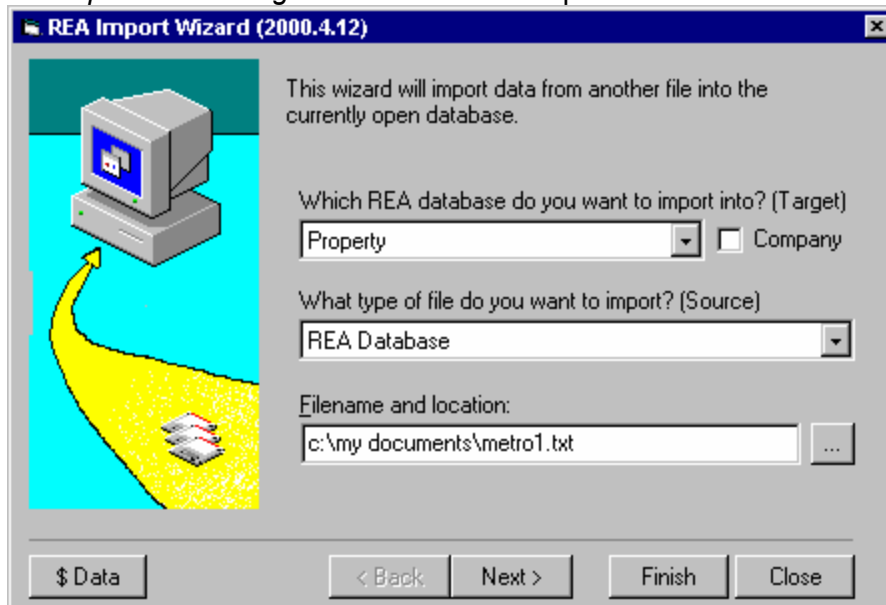 REA Import Wizard (2000.4.12)
This wizard will import data from another file into the
currently open database.
Which REA database do you want to import into? (Target)
Property
Company
What type of file do you want to import? (Source)
REA Database
Filename and location:
c:\my documents\metro1.txt
...
$ Data
< Back
Next >
Finish
Close